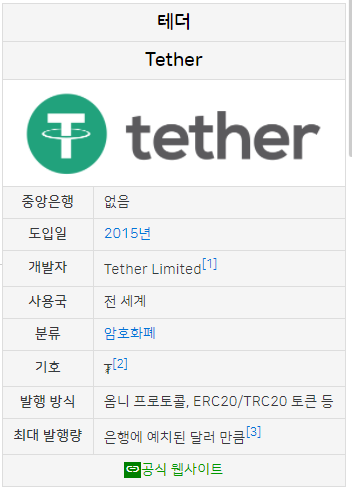 테더
Tether
tether
중앙은행 없음
도입일 2015년
개발자 Tether Limited[1]
사용국 전 세계
분류 암호화폐
기호 ₮[2]
발행 방식 옴니 프로토콜, ERC20/TRC20 토큰 등
최대 발행량 은행에 예치된 달러 만큼[3]
공식 웹사이트